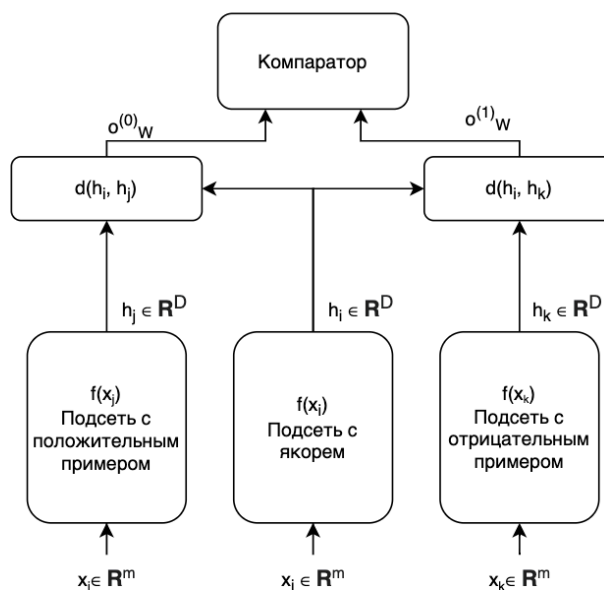 Компаратор
o⁽⁰⁾W
o⁽¹⁾W
d(hᵢ, hⱼ)
d(hᵢ, hₖ)
hⱼ ∈ Rᴰ
hᵢ ∈ Rᴰ
hₖ ∈ Rᴰ
f(xⱼ)
Подсеть с
положительным
примером
f(xᵢ)
Подсеть с
якорем
f(xₖ)
Подсеть с
отрицательным
примером
xᵢ∈ Rᵐ
xᵢ ∈ Rᵐ
xₖ∈ Rᵐ